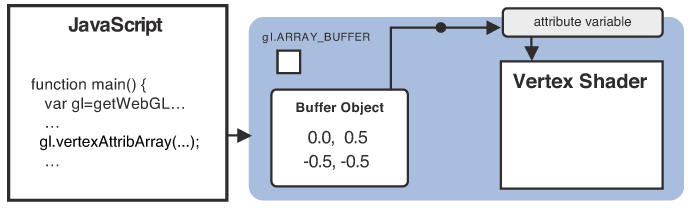 JavaScript
function main() {
var gl=getWebGL…
…
gl.vertexAttribArray(...);
…
gl.ARRAY_BUFFER
Buffer Object
0.0, 0.5
-0.5, -0.5
attribute variable
Vertex Shader